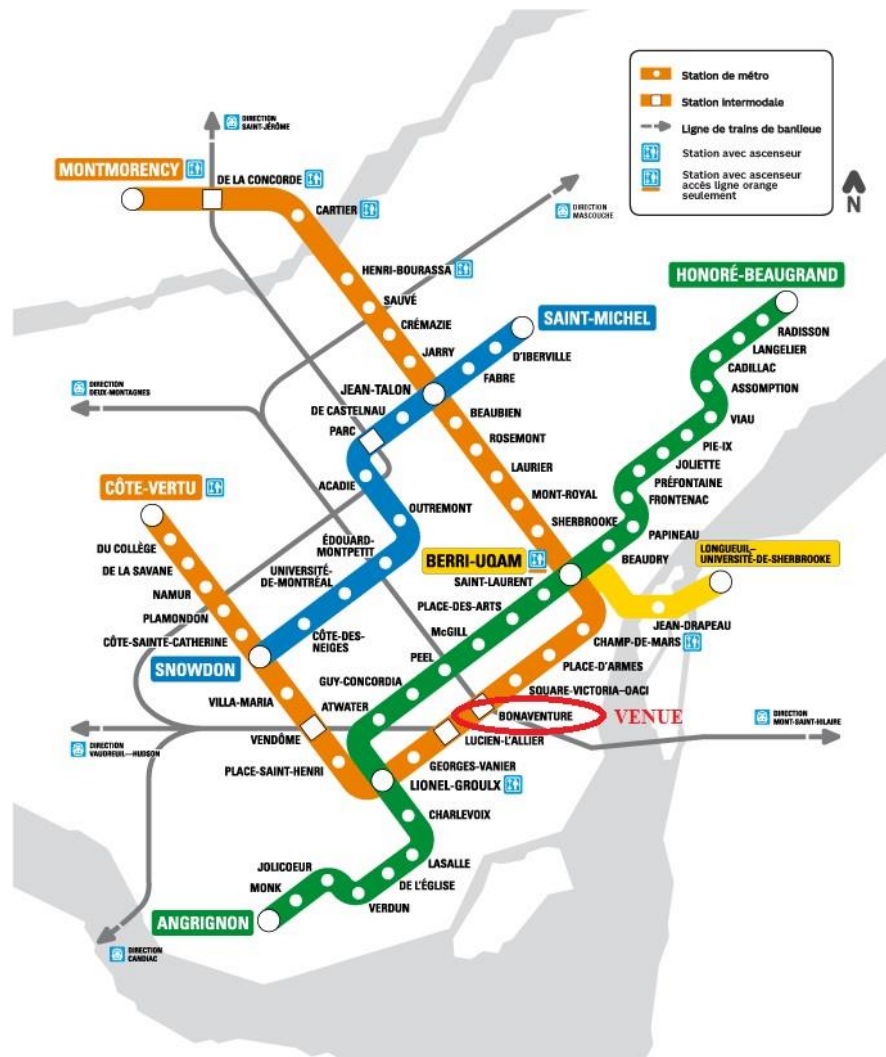 Station de métro
Station intermodale
Ligne de trains de banlieue
Station avec ascenseur
Station avec ascenseur
accès ligne orange
seulement
N
DIRECTION
SAINT-JÉRÔME
MONTMORENCY
DE LA CONCORDE
CARTIER
DIRECTION
MASCOUCHE
HENRI-BOURASSA
SAUVÉ
CRÉMAZIE
JARRY
SAINT-MICHEL
D'IBERVILLE
FABRE
JEAN-TALON
DE CASTELNAU
PARC
ACADIE
OUTREMONT
ÉDOUARD-
MONTPETIT
UNIVERSITÉ-
DE-MONTRÉAL
CÔTE-DES-
NEIGES
SNOWDON
HONORÉ-BEAUGRAND
RADISSON
LANGELIER
CADILLAC
ASSOMPTION
VIAU
PIE-IX
JOLIETTE
PRÉFONTAINE
FRONTENAC
PAPINEAU
BEAUDRY
BEAUBIEN
ROSEMONT
LAURIER
MONT-ROYAL
SHERBROOKE
BERRI-UQAM
LONGUEUIL–
UNIVERSITÉ-DE-SHERBROOKE
JEAN-DRAPEAU
SAINT-LAURENT
PLACE-DES-ARTS
McGILL
PEEL
GUY-CONCORDIA
ATWATER
CHAMP-DE-MARS
PLACE-D'ARMES
SQUARE-VICTORIA–OACI
BONAVENTURE
VENUE
LUCIEN-L'ALLIER
GEORGES-VANIER
LIONEL-GROULX
DIRECTION
DEUX-MONTAGNES
CÔTE-VERTU
DU COLLÈGE
DE LA SAVANE
NAMUR
PLAMONDON
CÔTE-SAINTE-CATHERINE
VILLA-MARIA
VENDÔME
PLACE-SAINT-HENRI
DIRECTION
VAUDREUIL—HUDSON
DIRECTION
MONT-SAINT-HILAIRE
CHARLEVOIX
LASALLE
DE L'ÉGLISE
VERDUN
JOLICOEUR
MONK
ANGRIGNON
DIRECTION
CANDIAC